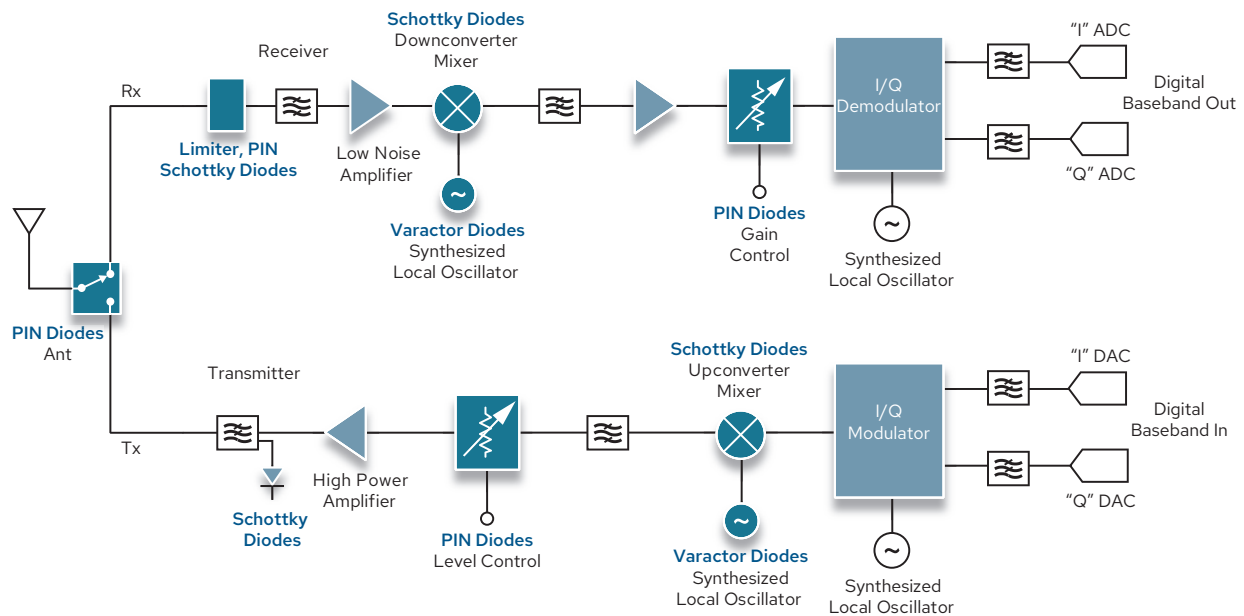 Schottky Diodes
Downconverter
Mixer
Receiver
Rx
Limiter, PIN
Schottky Diodes
Low Noise
Amplifier
~
Varactor Diodes
Synthesized
Local Oscillator
PIN Diodes
Gain
Control
I/Q
Demodulator
~
Synthesized
Local Oscillator
“I” ADC
“Q” ADC
Digital
Baseband Out
PIN Diodes
Ant
Transmitter
Tx
Schottky
Diodes
High Power
Amplifier
PIN Diodes
Level Control
Schottky Diodes
Upconverter
Mixer
~
Varactor Diodes
Synthesized
Local Oscillator
I/Q
Modulator
~
Synthesized
Local Oscillator
“I” DAC
“Q” DAC
Digital
Baseband In